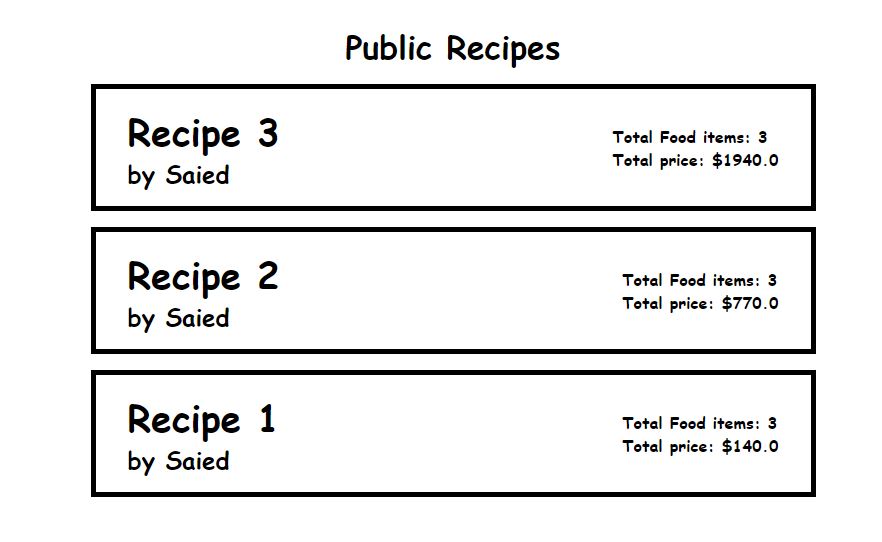 Public Recipes
Recipe 3
by Saied
Total Food items: 3
Total price: $1940.0
Recipe 2
by Saied
Total Food items: 3
Total price: $770.0
Recipe 1
by Saied
Total Food items: 3
Total price: $140.0